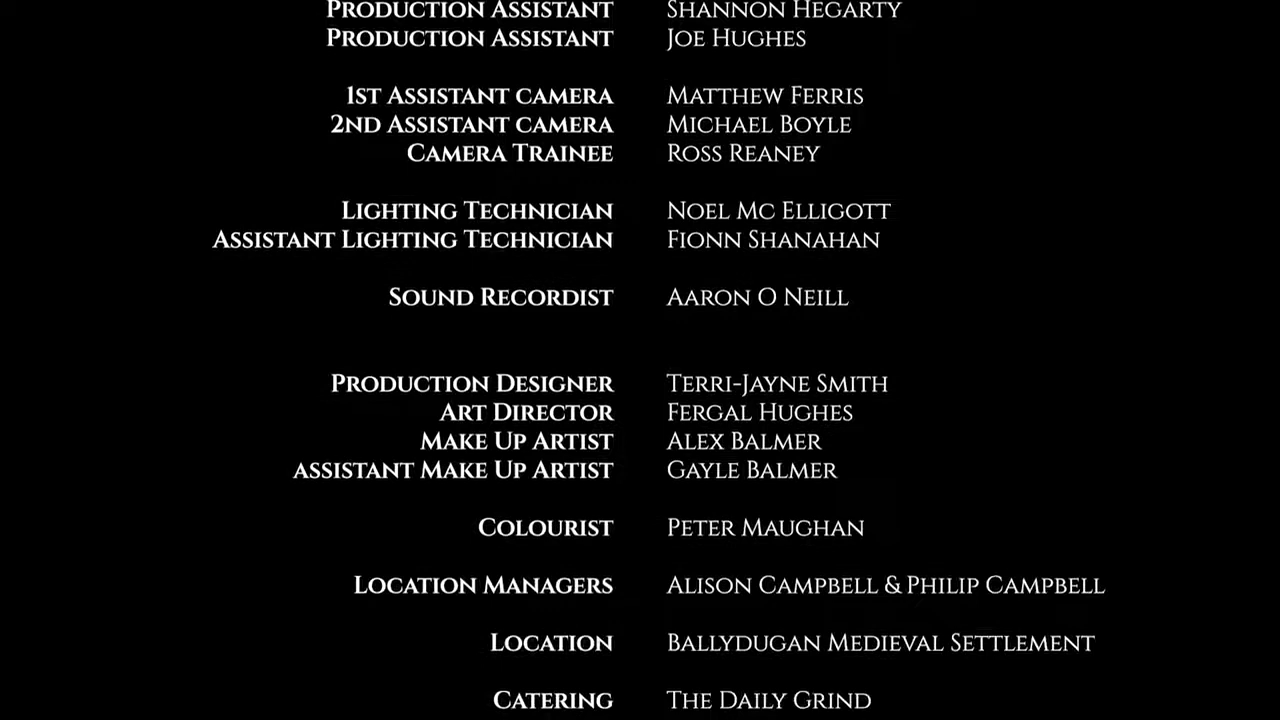 Production Assistant Shannon Hegarty
Production Assistant Joe Hughes
1st Assistant camera Matthew Ferris
2nd Assistant camera Michael Boyle
Camera Trainee Ross Reaney
Lighting Technician Noel Mc Elligott
Assistant Lighting Technician Fionn Shanahan
Sound Recordist Aaron O Neill
Production Designer Terri-Jayne Smith
Art Director Fergal Hughes
Make Up Artist Alex Balmer
assistant Make Up Artist Gayle Balmer
Colourist Peter Maughan
Location Managers Alison Campbell & Philip Campbell
Location Ballydugan Medieval Settlement
Catering The Daily Grind